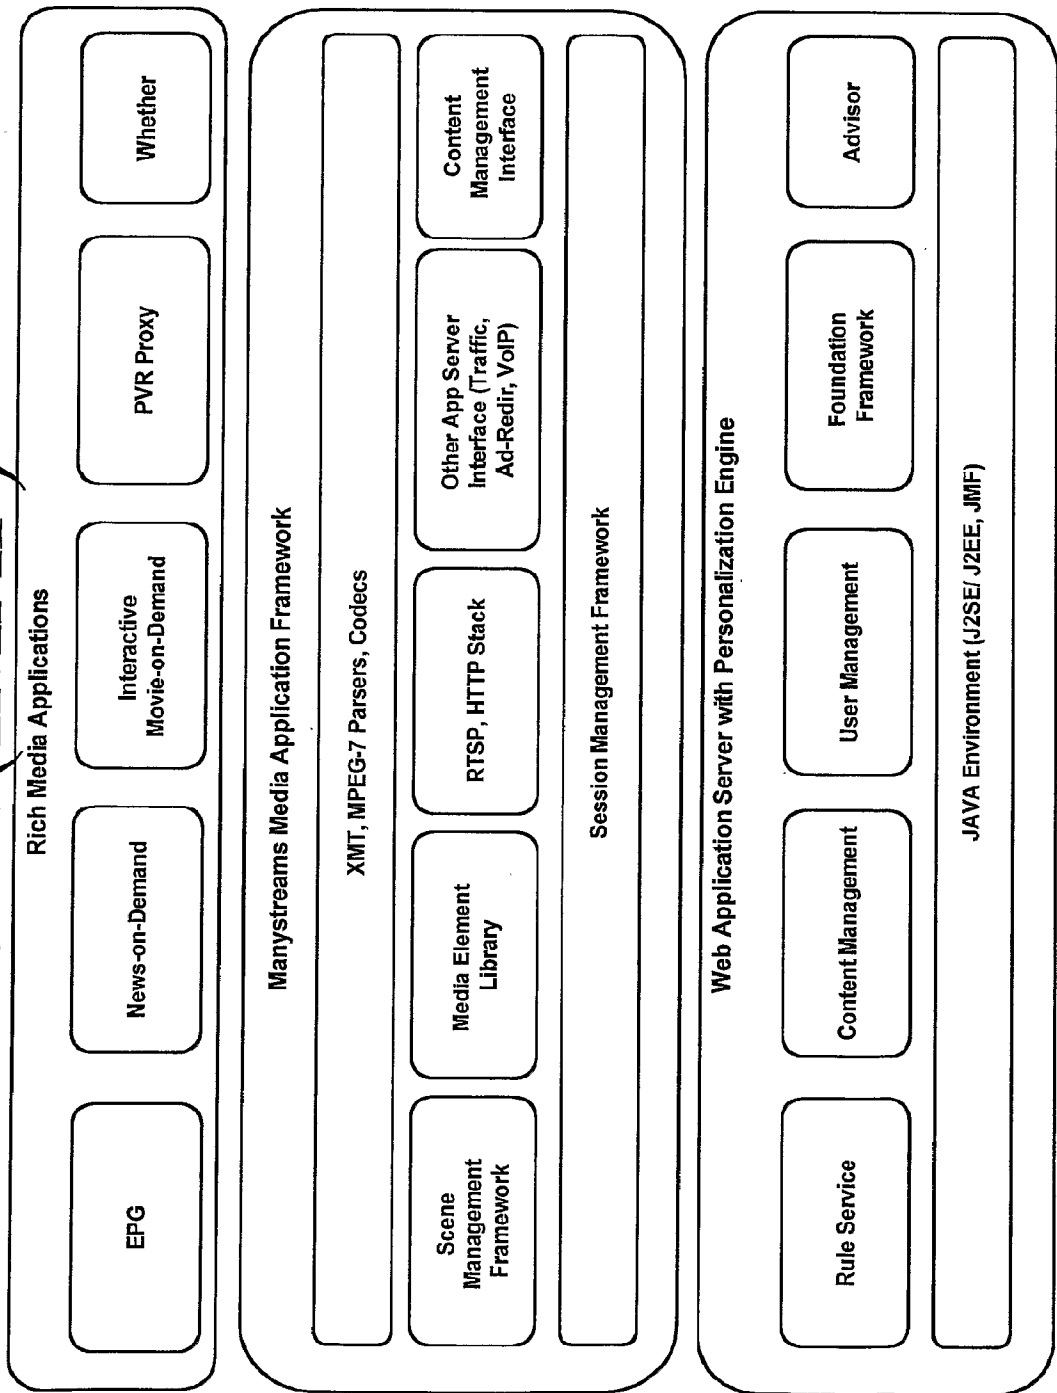 Rich Media Applications
EPG
News-on-Demand
Interactive
Movie-on-Demand
PVR Proxy
Whether
Manystreams Media Application Framework
XMT, MPEG-7 Parsers, Codecs
Scene
Management
Framework
Media Element
Library
RTSP, HTTP Stack
Other App Server
Interface (Traffic,
Ad-Redir, VoIP)
Content
Management
Interface
Session Management Framework
Web Application Server with Personalization Engine
Rule Service
Content Management
User Management
Foundation
Framework
Advisor
JAVA Environment (J2SE/ J2EE, JMF)